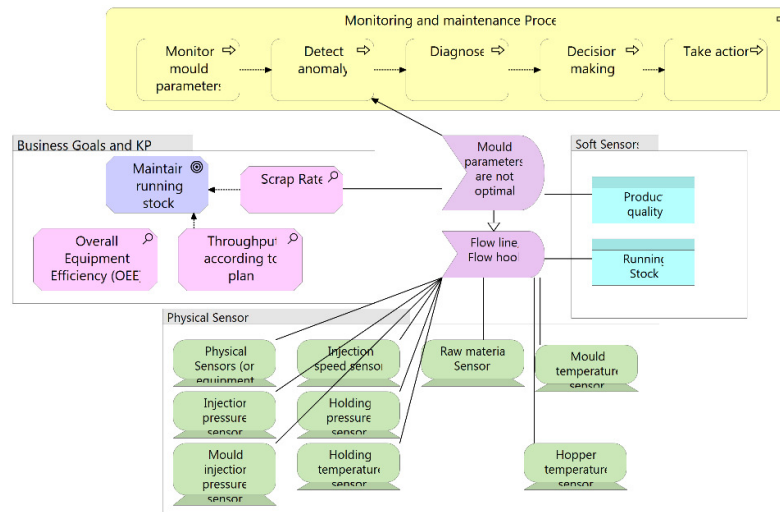 Monitoring and maintenance Proce
Monitor
mould
parameters
Detect
anomaly
Diagnose
Decision
making
Take action
Business Goals and KP
Maintain
running
stock
Scrap Rate
Overall
Equipment
Efficiency (OEE)
Throughput
according to
plan
Mould
parameters
are not
optimal
Flow line,
Flow hool
Soft Sensors
Product
quality
Running
Stock
Physical Sensor
Physical
Sensors (or
equipment
Injection
speed sensor
Raw materia
Sensor
Mould
temperature
sensor
Injection
pressure
sensor
Holding
pressure
sensor
Mould
injection
pressure
sensor
Holding
temperature
sensor
Hopper
temperature
sensor